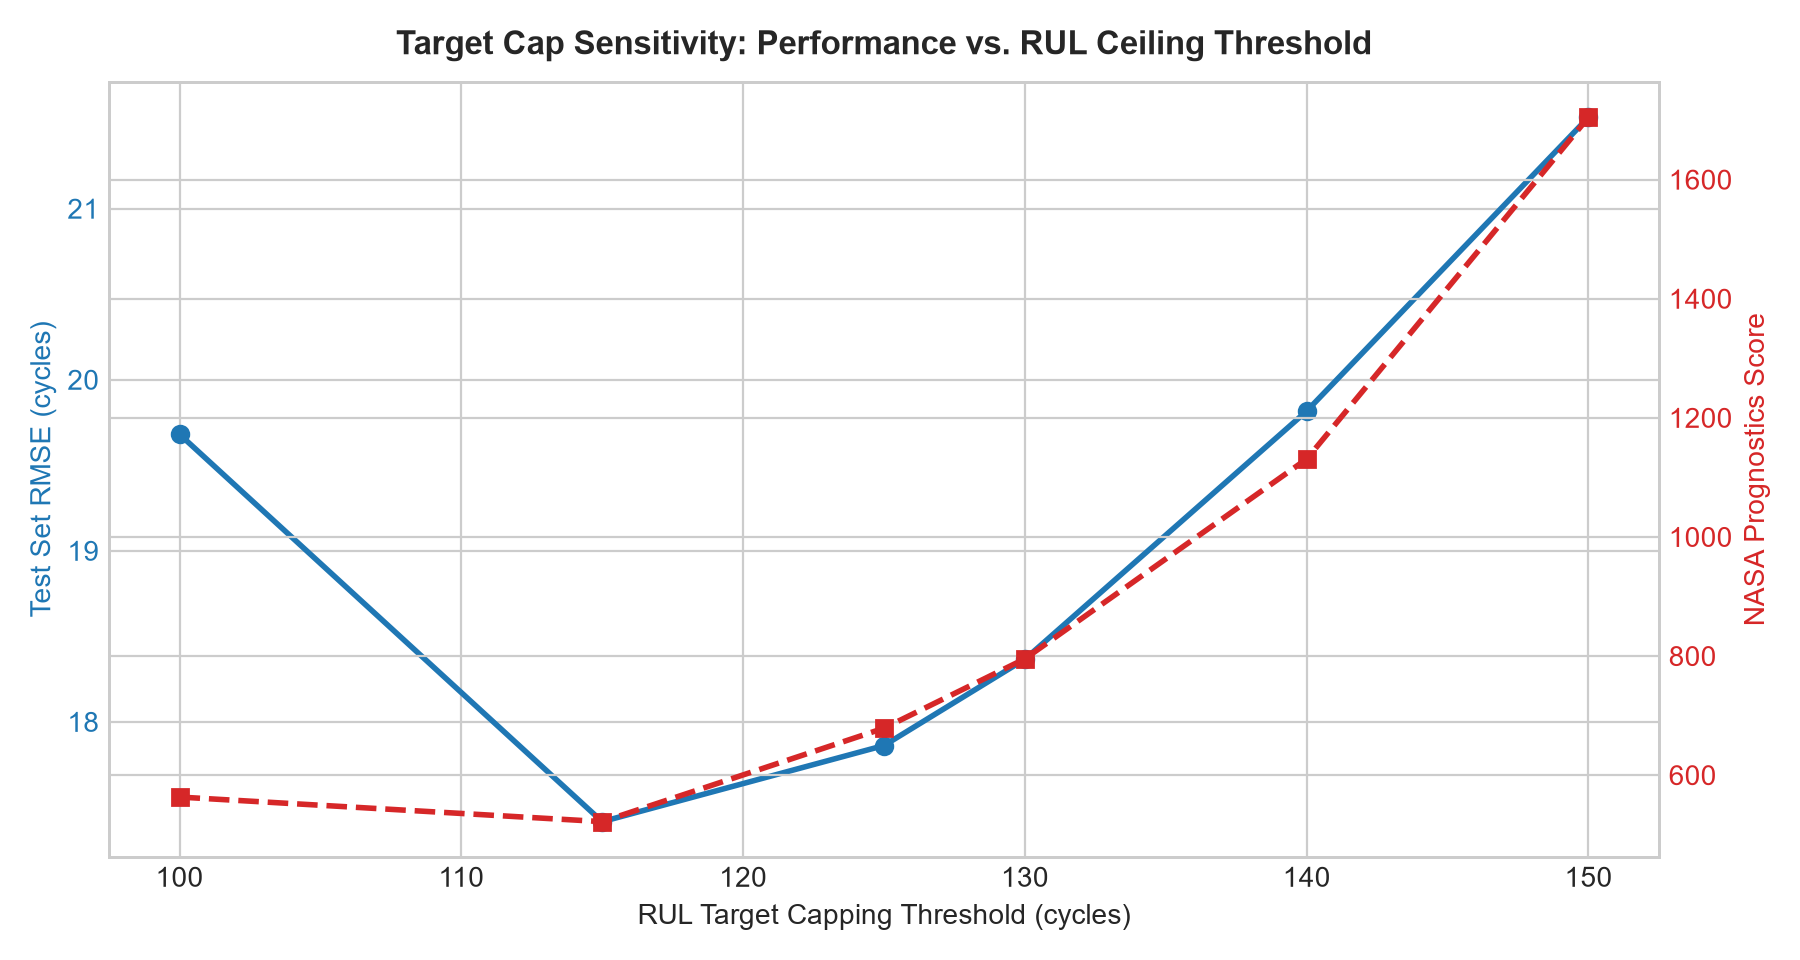 Target Cap Sensitivity: Performance vs. RUL Ceiling Threshold
Test Set RMSE (cycles)
21
20
19
18
NASA Prognostics Score
1600
1400
1200
1000
800
600
100 110 120 130 140 150
RUL Target Capping Threshold (cycles)